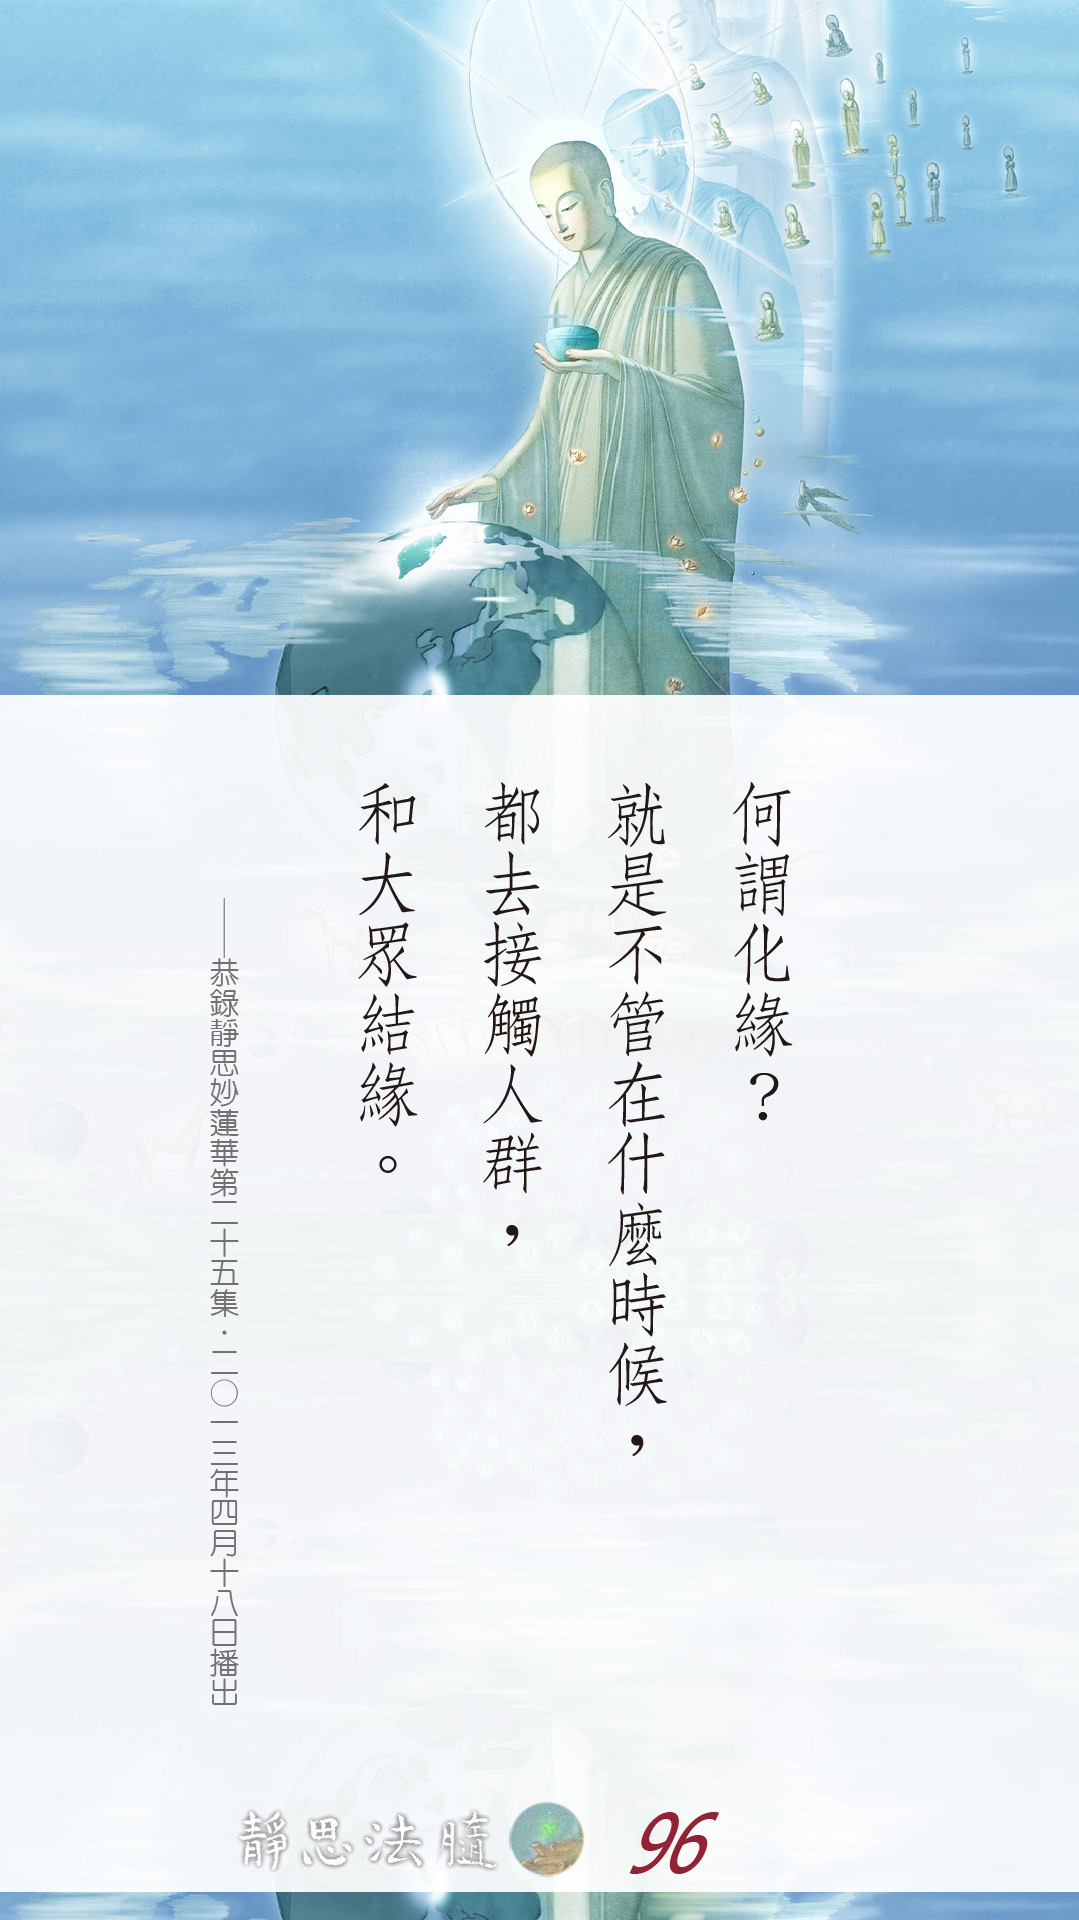 何謂化緣？
就是不管在什麼時候，
都去接觸人群，
和大眾結緣。
──恭錄靜思妙蓮華第二十五集．二〇一三年四月十八日播出
靜思法髓
96